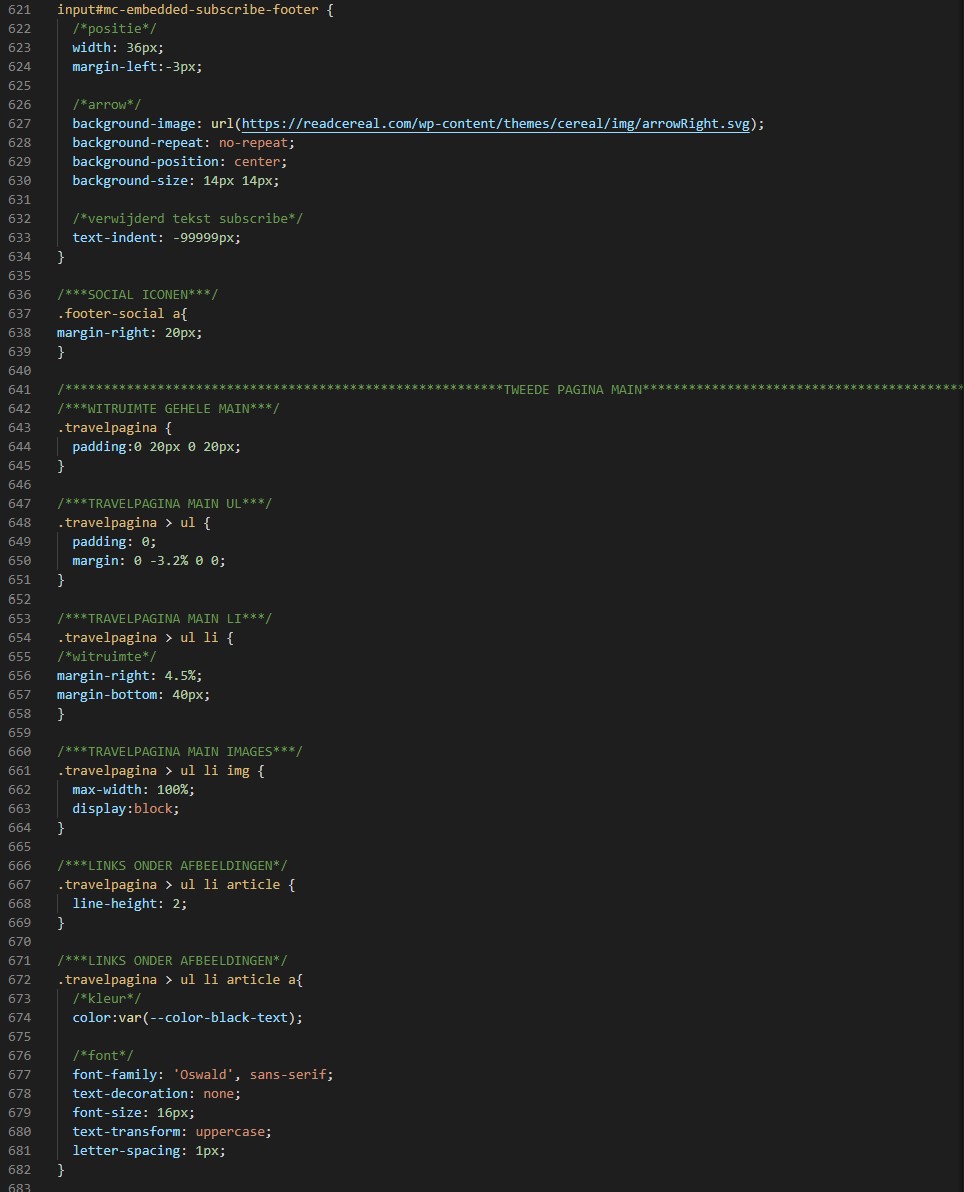 621 input#mc-embedded-subscribe-footer {
622 /*positie*/
623 width: 36px;
624 margin-left:-3px;
625
626 /*arrow*/
627 background-image: url(https://readcereal.com/wp-content/themes/cereal/img/arrowRight.svg);
628 background-repeat: no-repeat;
629 background-position: center;
630 background-size: 14px 14px;
631
632 /*verwijderd tekst subscribe*/
633 text-indent: -99999px;
634 }
635
636 /***SOCIAL ICONEN***/
637 .footer-social a{
638 margin-right: 20px;
639 }
640
641 /*********************************************************TWEEDE PAGINA MAIN******************************************
642 /***WITRUIMTE GEHELE MAIN***/
643 .travelpagina {
644 padding:0 20px 0 20px;
645 }
646
647 /***TRAVELPAGINA MAIN UL***/
648 .travelpagina > ul {
649 padding: 0;
650 margin: 0 -3.2% 0 0;
651 }
652
653 /***TRAVELPAGINA MAIN LI***/
654 .travelpagina > ul li {
655 /*witruimte*/
656 margin-right: 4.5%;
657 margin-bottom: 40px;
658 }
659
660 /***TRAVELPAGINA MAIN IMAGES***/
661 .travelpagina > ul li img {
662 max-width: 100%;
663 display:block;
664 }
665
666 /***LINKS ONDER AFBEELDINGEN*/
667 .travelpagina > ul li article {
668 line-height: 2;
669 }
670
671 /***LINKS ONDER AFBEELDINGEN*/
672 .travelpagina > ul li article a{
673 /*kleur*/
674 color:var(--color-black-text);
675
676 /*font*/
677 font-family: 'Oswald', sans-serif;
678 text-decoration: none;
679 font-size: 16px;
680 text-transform: uppercase;
681 letter-spacing: 1px;
682 }
683